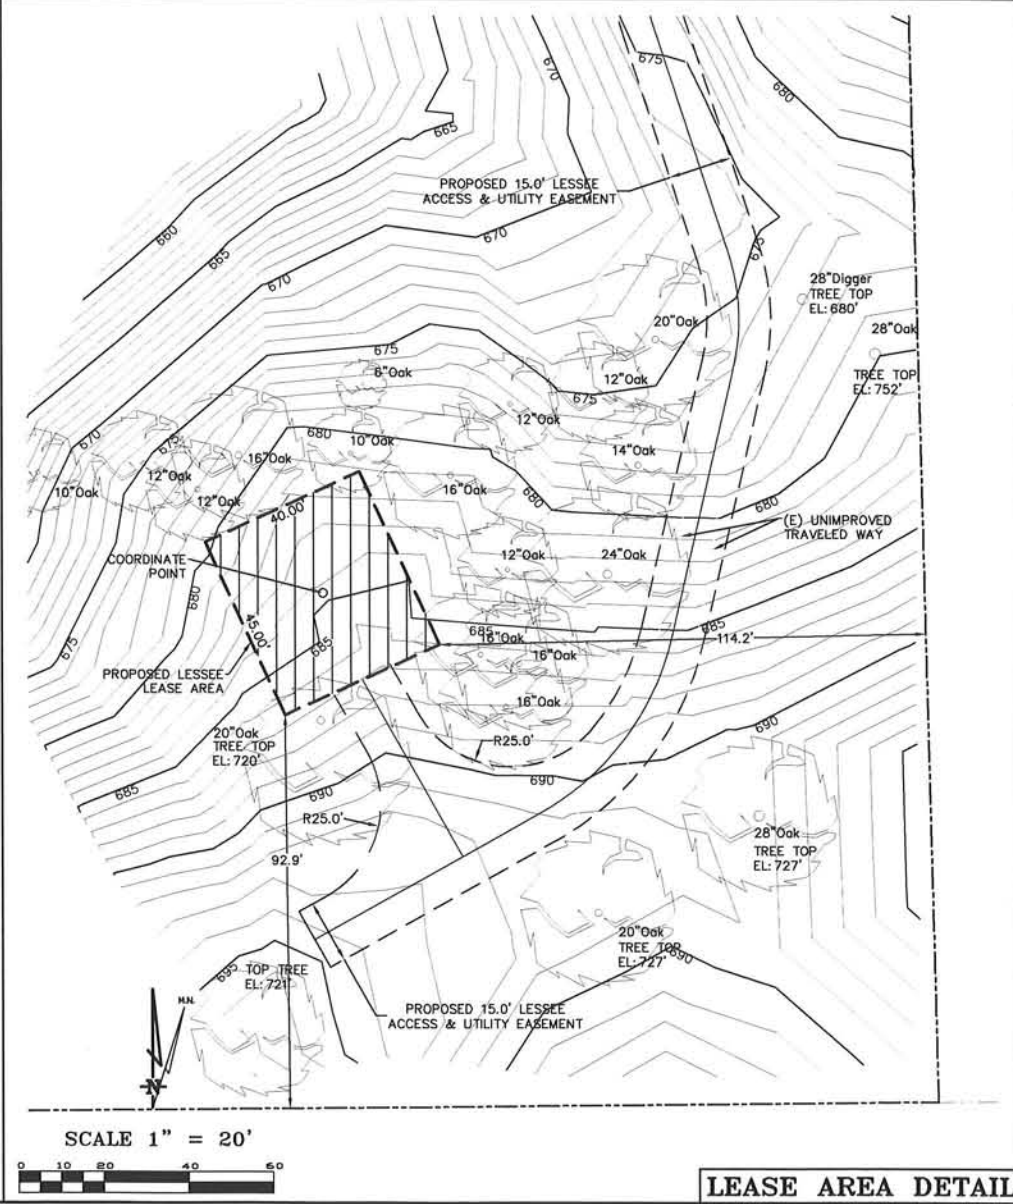 675
670
680
665
PROPOSED 15.0' LESSEE
ACCESS & UTILITY EASEMENT
660
665
670
670
675
28"Digger
TREE TOP
EL: 680'
20"Oak
28"Oak
TREE TOP
EL: 752'
675
6"Oak
12"Oak
675
12"Oak
670
675
680
10"Oak
14"Oak
16"Oak
12"Oak
10"Oak
12"Oak
16"Oak
680
680
40.00'
(E) UNIMPROVED
TRAVELED WAY
COORDINATE
POINT
12"Oak
24"Oak
680
45.00'
685
685
685
16"Oak
114.2'
675
16"Oak
PROPOSED LESSEE
LEASE AREA
16"Oak
20"Oak
TREE TOP
EL: 720'
R25.0'
690
690
685
690
R25.0'
92.9'
28"Oak
TREE TOP
EL: 727'
20"Oak
TREE TOP
EL: 727'
690
695
TOP TREE
EL: 721'
M.N.
PROPOSED 15.0' LESSEE
ACCESS & UTILITY EASEMENT
N
SCALE 1" = 20'
0 10 20 40 60
LEASE AREA DETAIL